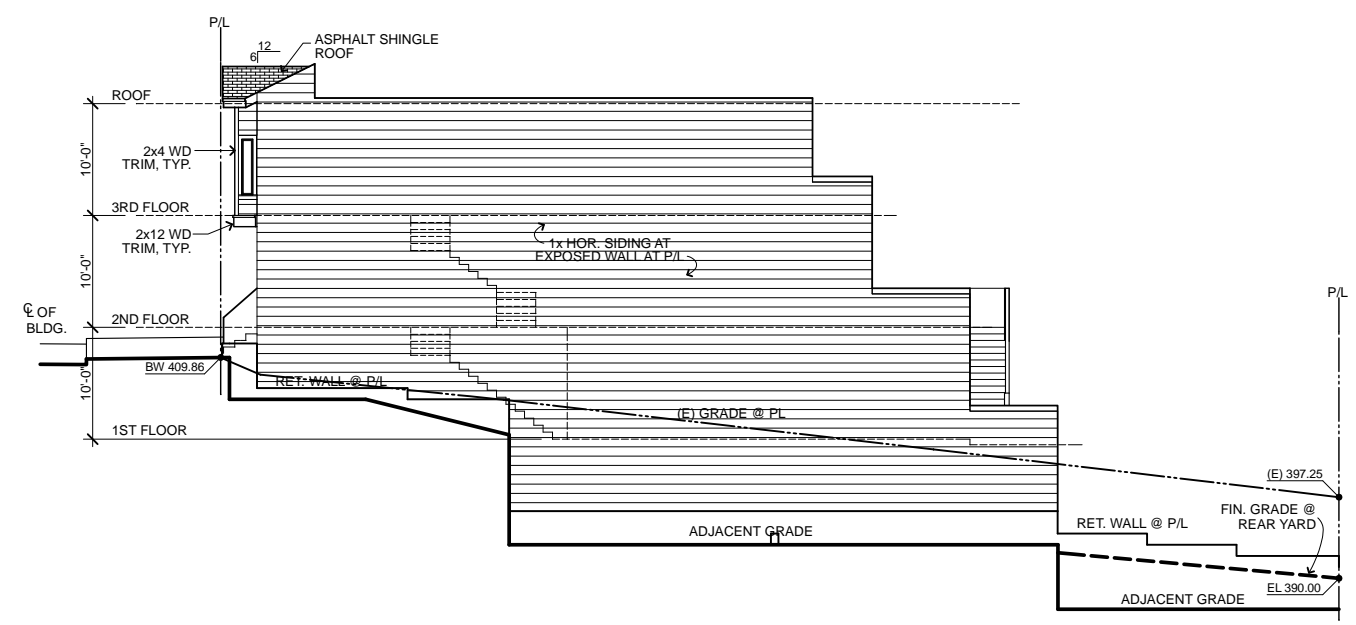 P/L
12
6
ASPHALT SHINGLE
ROOF
ROOF
10'-0"
2x4 WD
TRIM, TYP.
3RD FLOOR
2x12 WD
TRIM, TYP.
1x HOR. SIDING AT
EXPOSED WALL AT P/L
10'-0"
P/L
℄ OF
BLDG.
2ND FLOOR
BW 409.86
10'-0"
RET. WALL @ P/L
(E) GRADE @ PL
1ST FLOOR
(E) 397.25
FIN. GRADE @
REAR YARD
RET. WALL @ P/L
ADJACENT GRADE
EL 390.00
ADJACENT GRADE